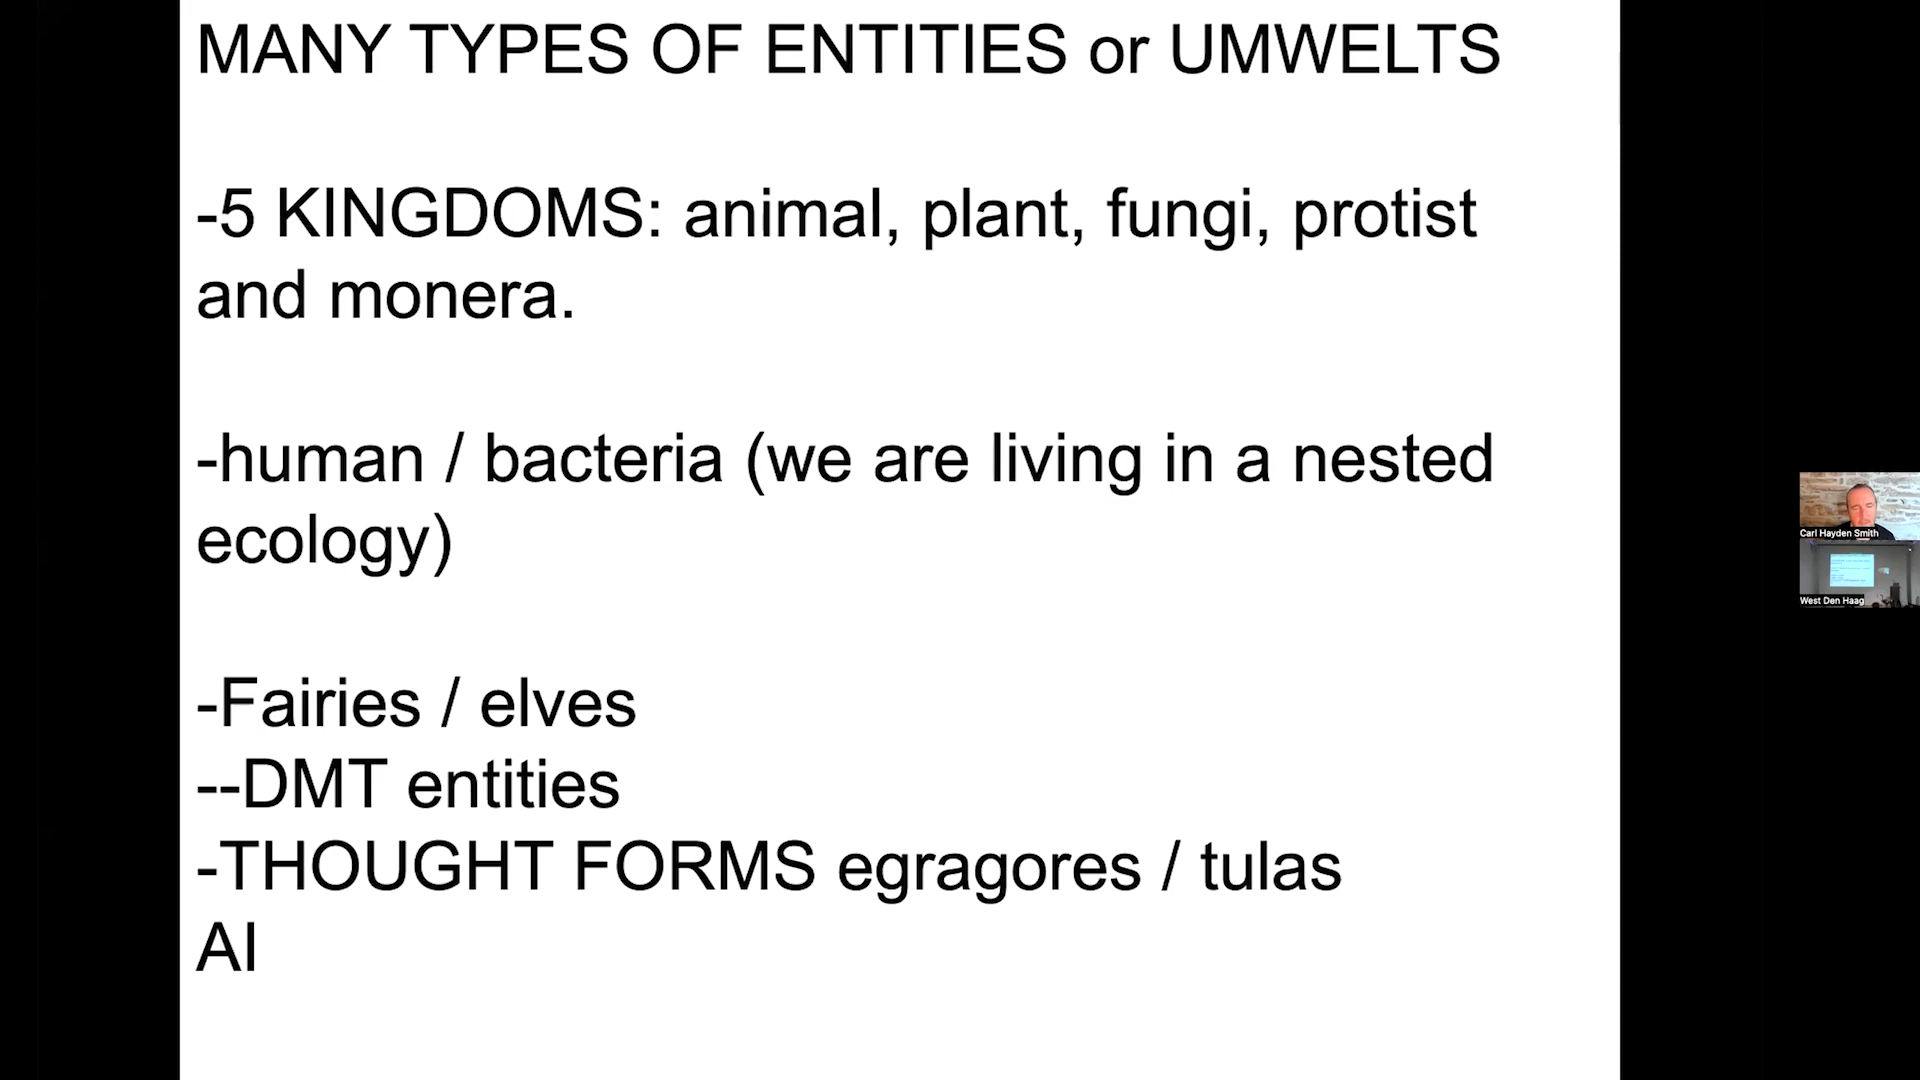 MANY TYPES OF ENTITIES or UMWELTS
-5 KINGDOMS: animal, plant, fungi, protist
and monera.
-human / bacteria (we are living in a nested
ecology)
-Fairies / elves
--DMT entities
-THOUGHT FORMS egragores / tulas
AI
Carl Hayden Smith
West Den Haag